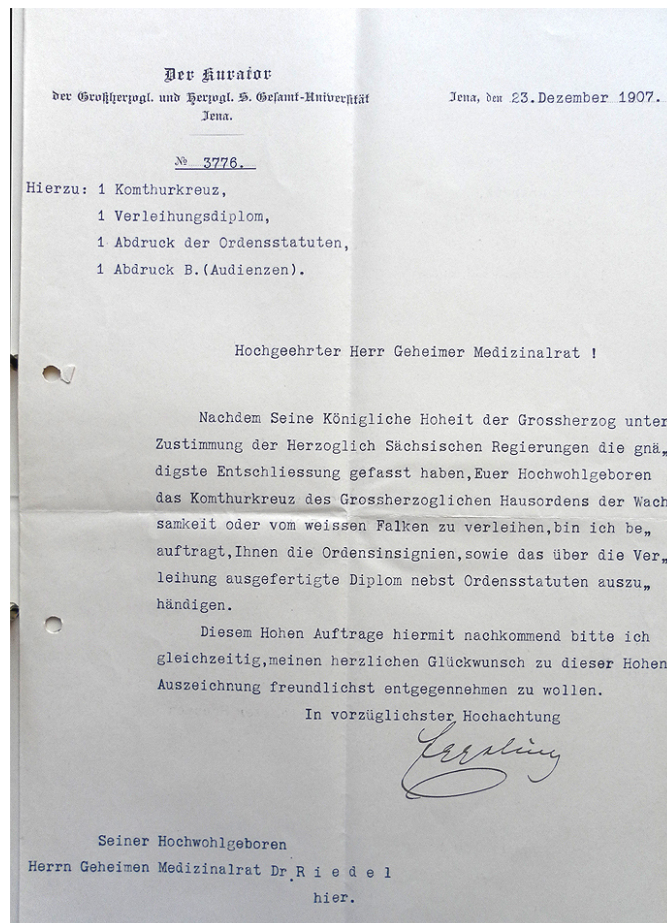 Der Kurator
der Großherzogl. und Herzogl. S. Gesamt-Universität
Jena.
Jena, den 23.Dezember 1907.
№ 3776.
Hierzu: 1 Komthurkreuz,
1 Verleihungsdiplom,
1 Abdruck der Ordensstatuten,
1 Abdruck B.(Audienzen).
Hochgeehrter Herr Geheimer Medizinalrat !
Nachdem Seine Königliche Hoheit der Grossherzog unter
Zustimmung der Herzoglich Sächsischen Regierungen die gnä„
digste Entschliessung gefasst haben,Euer Hochwohlgeboren
das Komthurkreuz des Grossherzoglichen Hausordens der Wach
samkeit oder vom weissen Falken zu verleihen,bin ich be„
auftragt,Ihnen die Ordensinsignien,sowie das über die Ver„
leihung ausgefertigte Diplom nebst Ordensstatuten auszu„
händigen.
Diesem Hohen Auftrage hiermit nachkommend bitte ich
gleichzeitig,meinen herzlichen Glückwunsch zu dieser Hohen
Auszeichnung freundlichst entgegennehmen zu wollen.
In vorzüglichster Hochachtung
Seiner Hochwohlgeboren
Herrn Geheimen Medizinalrat Dr.R i e d e l
hier.